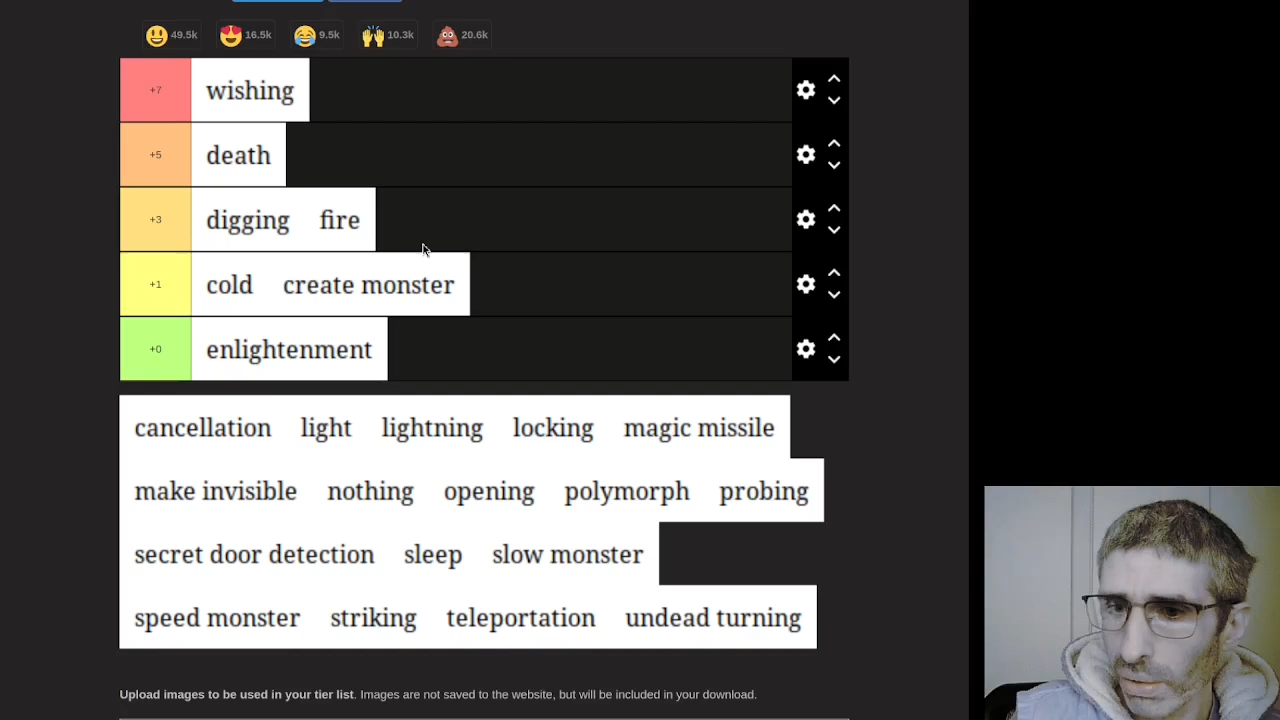 49.5k 16.5k 9.5k 10.3k 20.6k
+7 wishing
+5 death
+3 digging fire
+1 cold create monster
+0 enlightenment
cancellation light lightning locking magic missile
make invisible nothing opening polymorph probing
secret door detection sleep slow monster
speed monster striking teleportation undead turning
Upload images to be used in your tier list. Images are not saved to the website, but will be included in your download.